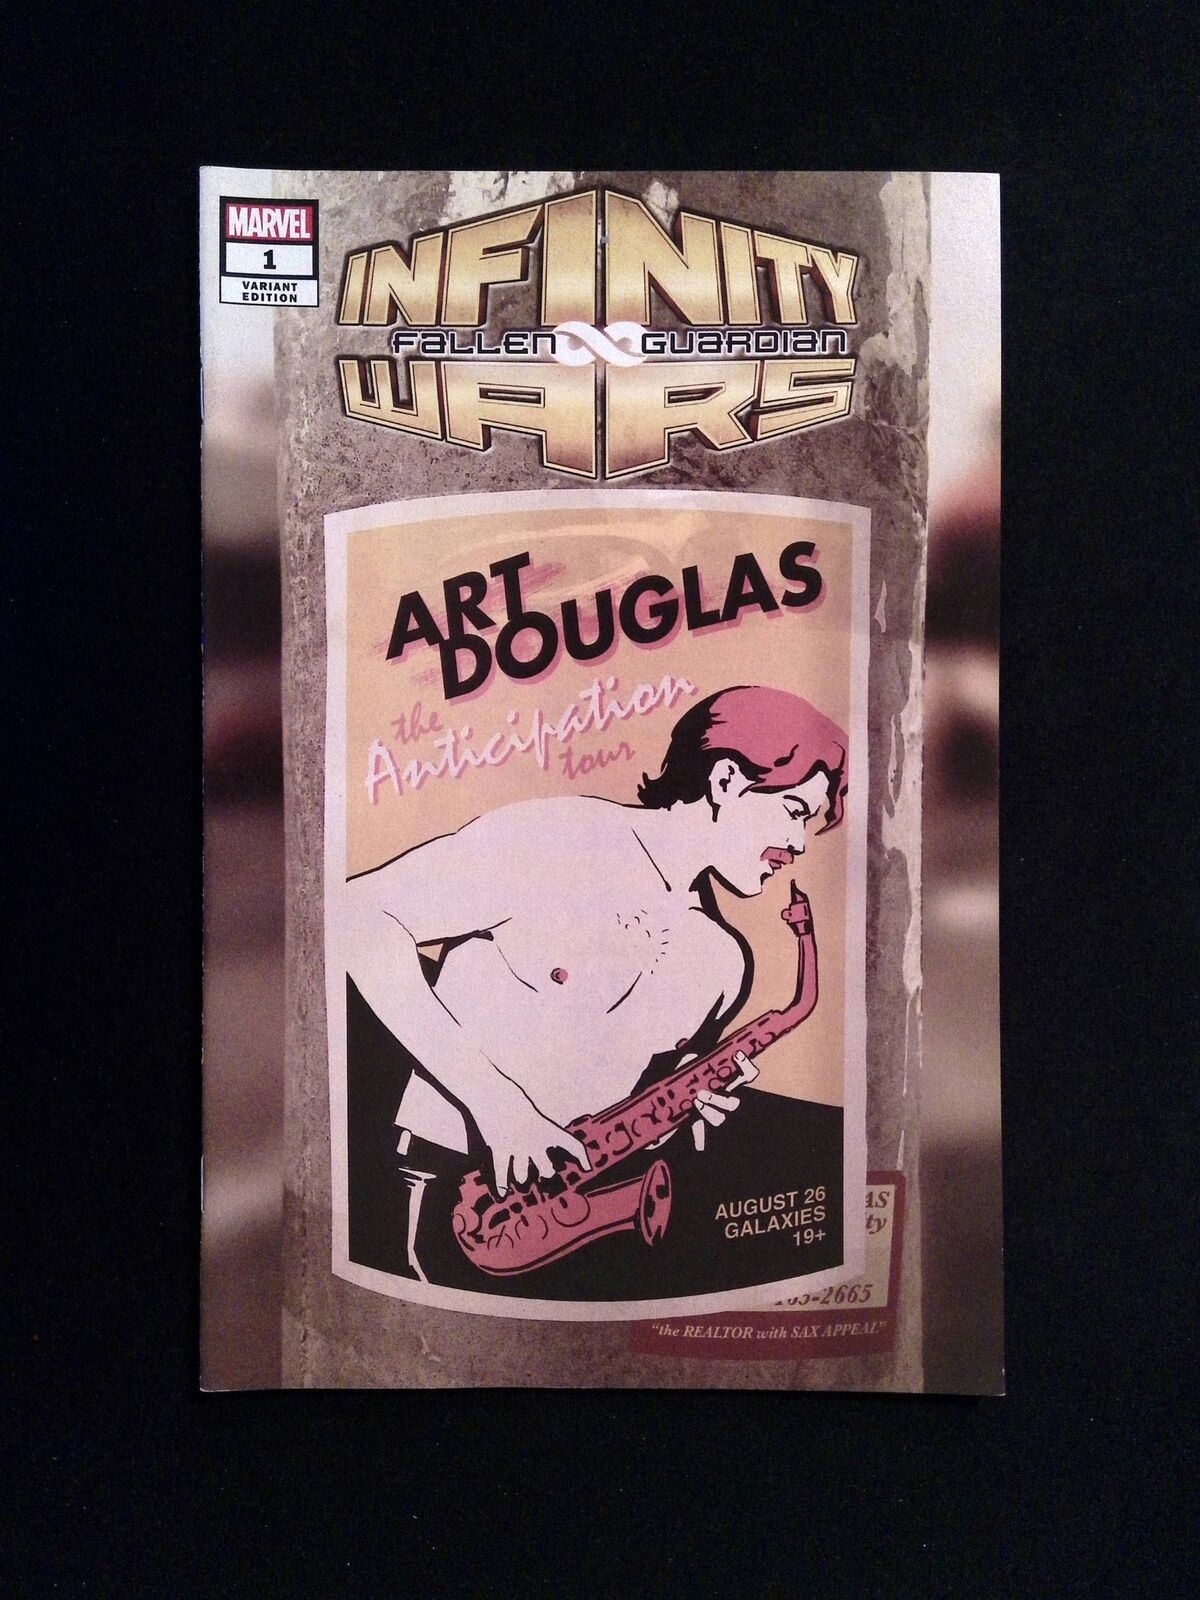 MARVEL
1
VARIANT
EDITION
INFINITY
FALLEN GUARDIAN
WARS
ART
DOUGLAS
the
Anticipation
tour
AUGUST 26
GALAXIES
19+
-2665
"the REALTOR with SAX APPEAL"